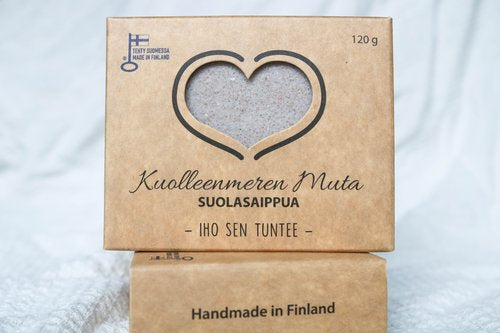 TEHTY SUOMESSA
MADE IN FINLAND
120 g
Kuolleenmeren Muta
SUOLASAIPPUA
– IHO SEN TUNTEE –
Handmade in Finland